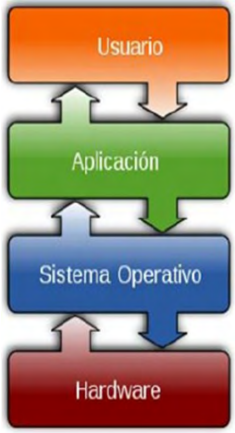 Usuario
Aplicación
Sistema Operativo
Hardware